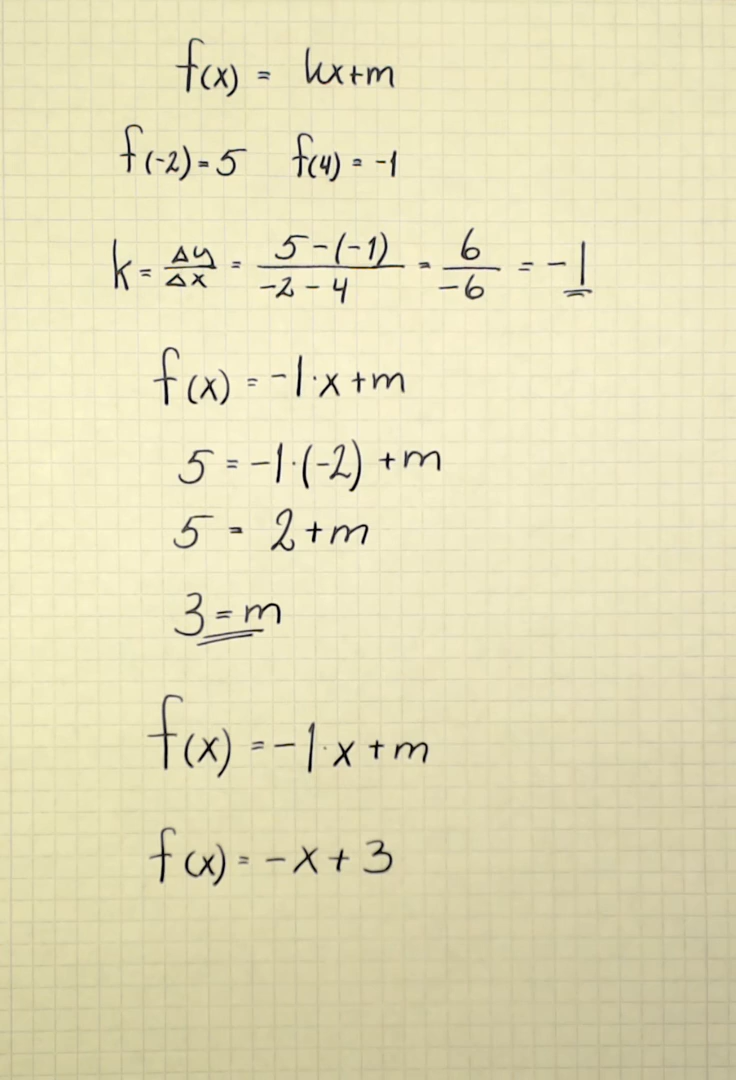 f(x) = kx+m
f(-2)=5 f(4)=-1
k = Δy/Δx = 5-(-1)/-2-4 = 6/-6 = -1
f(x) = -1·x+m
5 = -1·(-2)+m
5 = 2+m
3=m
f(x) = -1·x+m
f(x) = -x+3